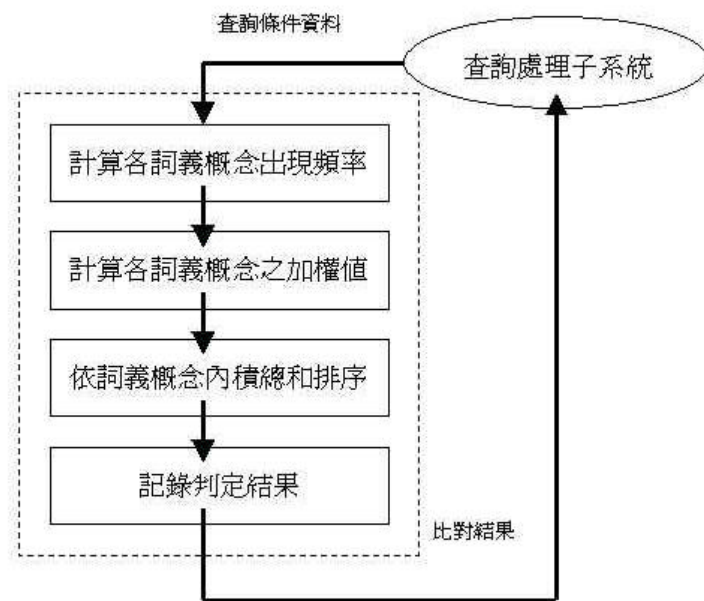 查詢條件資料
查詢處理子系統
計算各詞義概念出現頻率
計算各詞義概念之加權值
依詞義概念內積總和排序
記錄判定結果
比對結果